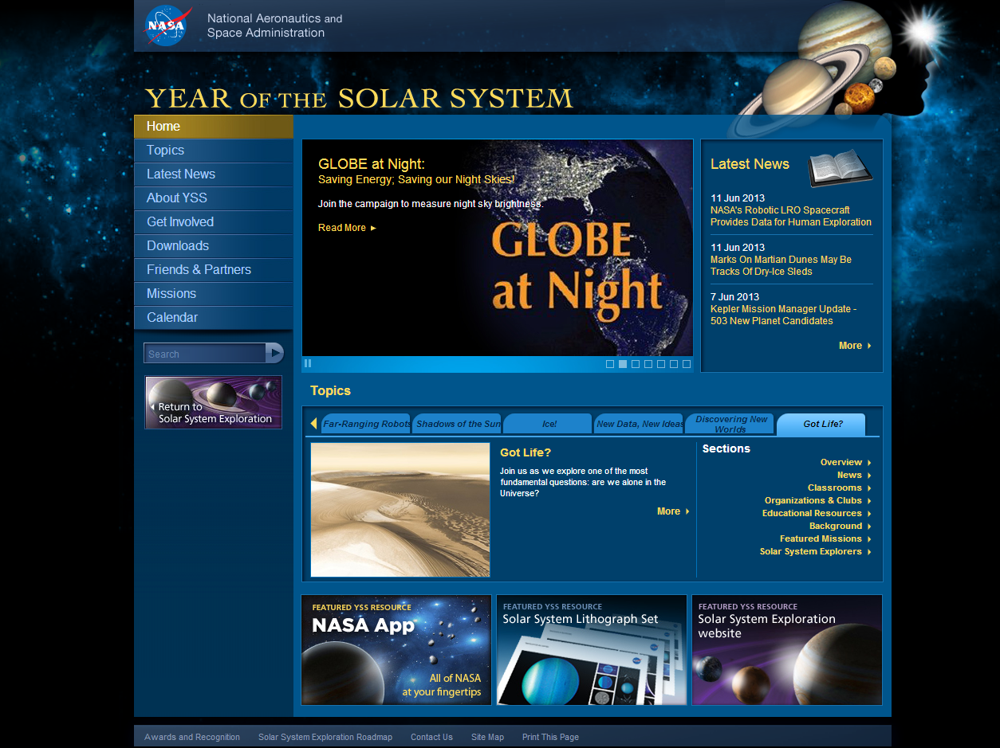 NASA
National Aeronautics and
Space Administration
YEAR OF THE SOLAR SYSTEM
Home
Topics
Latest News
About YSS
Get Involved
Downloads
Friends & Partners
Missions
Calendar
Search
Return to
Solar System Exploration
GLOBE at Night:
Saving Energy; Saving our Night Skies!
Join the campaign to measure night sky brightness.
Read More
GLOBE
at Night
Latest News
11 Jun 2013
NASA's Robotic LRO Spacecraft
Provides Data for Human Exploration
11 Jun 2013
Marks On Martian Dunes May Be
Tracks Of Dry-Ice Sleds
7 Jun 2013
Kepler Mission Manager Update -
503 New Planet Candidates
More
Topics
Far-Ranging Robots
Shadows of the Sun
Ice!
New Data, New Ideas
Discovering New
Worlds
Got Life?
Got Life?
Join us as we explore one of the most
fundamental questions: are we alone in the
Universe?
More
Sections
Overview
News
Classrooms
Organizations & Clubs
Educational Resources
Background
Featured Missions
Solar System Explorers
FEATURED YSS RESOURCE
NASA App
All of NASA
at your fingertips
FEATURED YSS RESOURCE
Solar System Lithograph Set
FEATURED YSS RESOURCE
Solar System Exploration
website
Awards and Recognition
Solar System Exploration Roadmap
Contact Us
Site Map
Print This Page